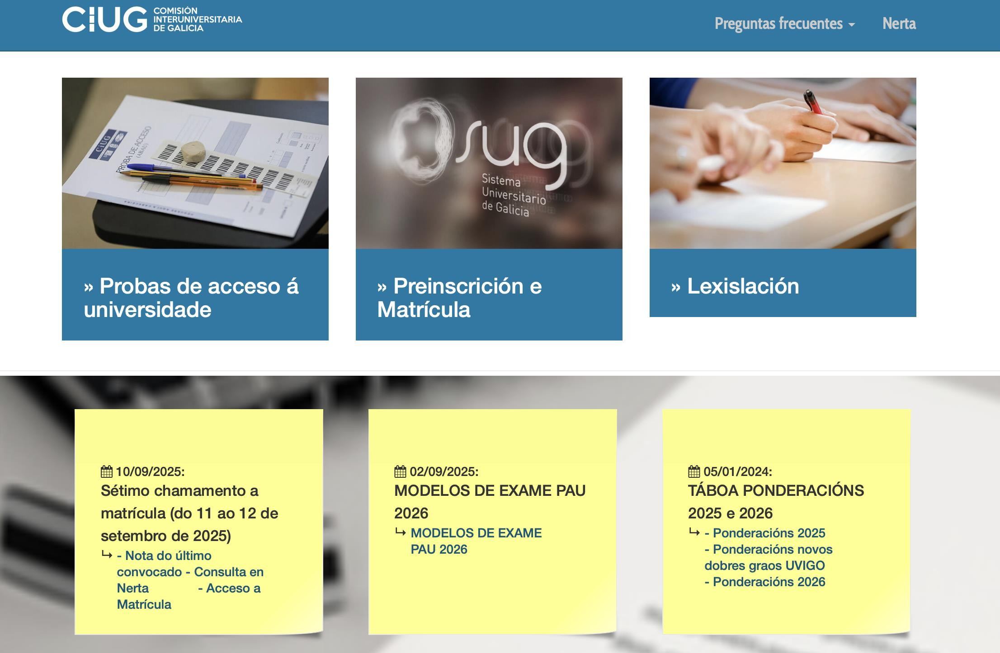 CiUG COMISIÓN
INTERUNIVERSITARIA
DE GALICIA
Preguntas frecuentes
Nerta
CiUG
PROBA DE ACCESO
(ABAU)
sug
Sistema
Universitario
de Galicia
» Probas de acceso á
universidade
» Preinscrición e
Matrícula
» Lexislación
10/09/2025:
Sétimo chamamento a
matrícula (do 11 ao 12 de
setembro de 2025)
- Nota do último
convocado - Consulta en
Nerta - Acceso a
Matrícula
02/09/2025:
MODELOS DE EXAME PAU
2026
MODELOS DE EXAME
PAU 2026
05/01/2024:
TÁBOA PONDERACIÓNS
2025 e 2026
- Ponderacións 2025
- Ponderacións novos
dobres graos UVIGO
- Ponderacións 2026